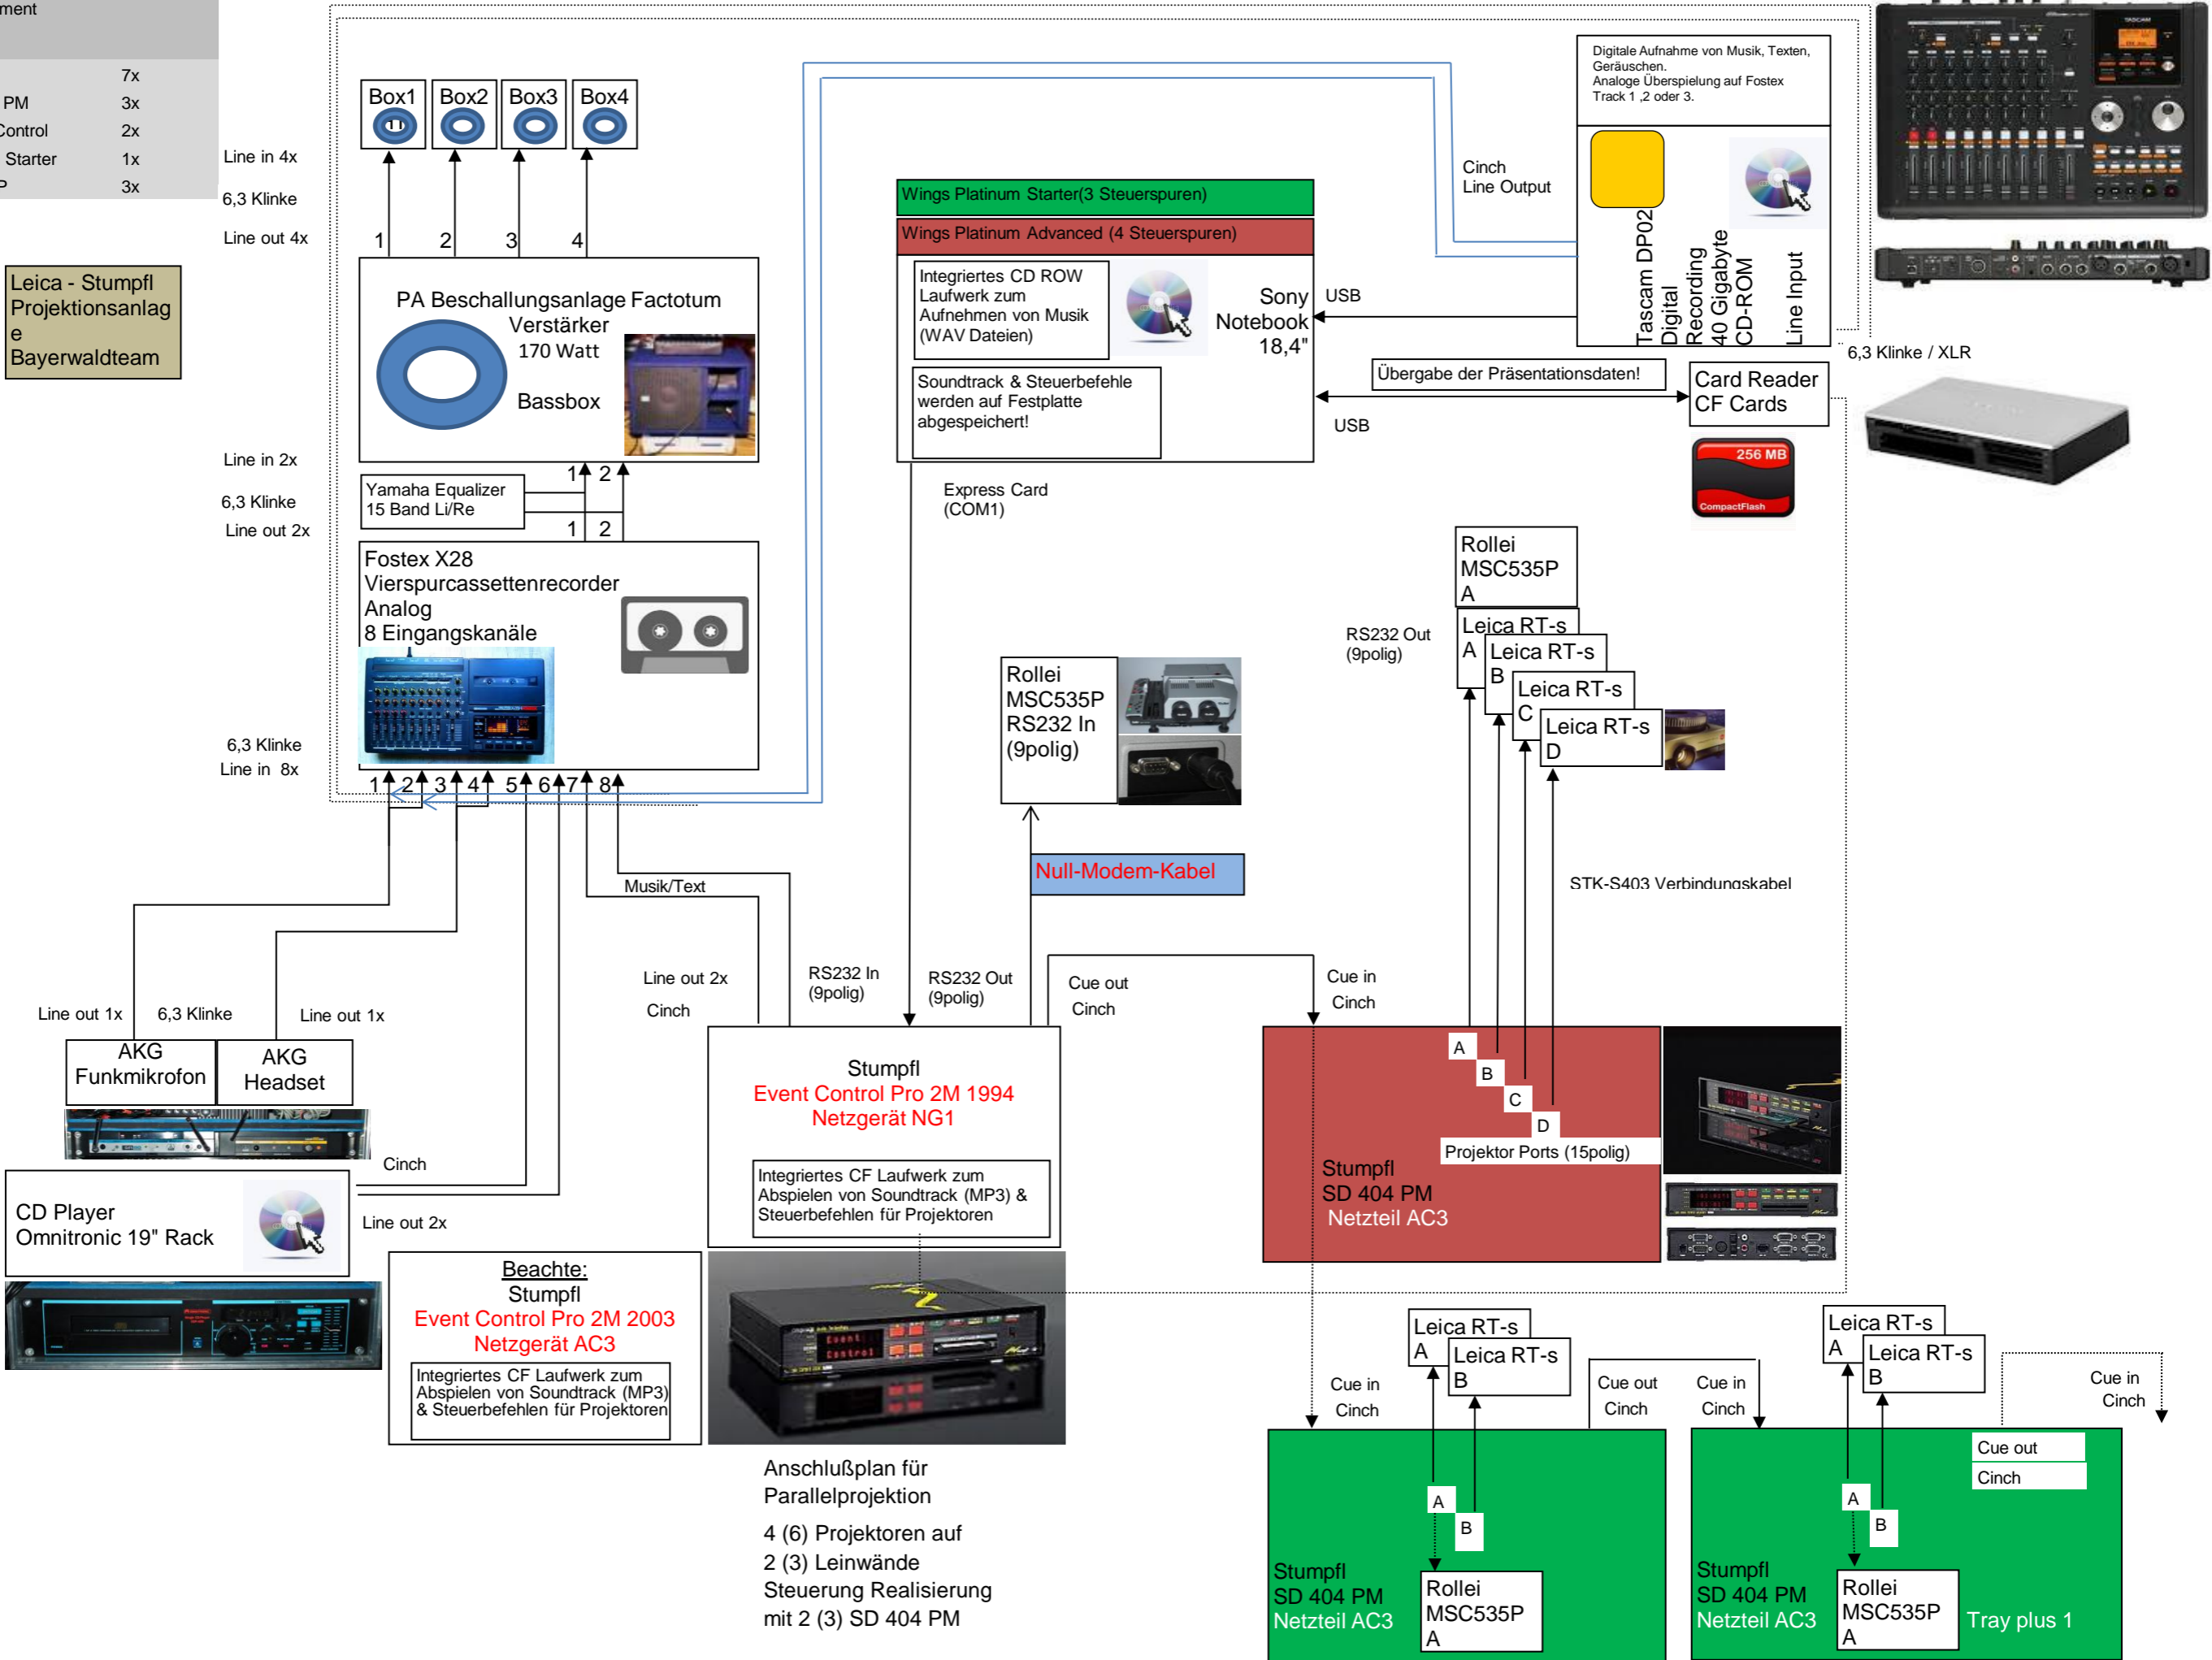 ment
7x
PM 3x
Control 2x
Starter 1x
P 3x
Leica - Stumpfl
Projektionsanlag
e
Bayerwaldteam
Line in 4x
6,3 Klinke
Line out 4x
Box1
Box2
Box3
Box4
1
2
3
4
PA Beschallungsanlage Factotum
Verstärker
170 Watt
Bassbox
Line in 2x
6,3 Klinke
Line out 2x
1 2
Yamaha Equalizer
15 Band Li/Re
1 2
Fostex X28
Vierspurcassettenrecorder
Analog
8 Eingangskanäle
6,3 Klinke
Line in 8x
1 2 3 4 5 6 7 8
Wings Platinum Starter(3 Steuerspuren)
Wings Platinum Advanced (4 Steuerspuren)
Integriertes CD ROW
Laufwerk zum
Aufnehmen von Musik
(WAV Dateien)
Sony
Notebook
18,4"
Soundtrack & Steuerbefehle
werden auf Festplatte
abgespeichert!
Express Card
(COM1)
Cinch
Line Output
USB
Übergabe der Präsentationsdaten!
USB
Digitale Aufnahme von Musik, Texten,
Geräuschen.
Analoge Überspielung auf Fostex
Track 1 ,2 oder 3.
Tascam DP02
Digital
Recording
40 Gigabyte
CD-ROM
Line Input
TASCAM
6,3 Klinke / XLR
Card Reader
CF Cards
256 MB
CompactFlash
Rollei
MSC535P
A
RS232 Out
(9polig)
Leica RT-s
A
Leica RT-s
B
Leica RT-s
C
Leica RT-s
D
Rollei
MSC535P
RS232 In
(9polig)
Null-Modem-Kabel
STK-S403 Verbindungskabel
Musik/Text
Line out 2x
Cinch
RS232 In
(9polig)
RS232 Out
(9polig)
Cue out
Cinch
Cue in
Cinch
Line out 1x
6,3 Klinke
Line out 1x
AKG
Funkmikrofon
AKG
Headset
Cinch
CD Player
Omnitronic 19" Rack
Line out 2x
Stumpfl
Event Control Pro 2M 1994
Netzgerät NG1
Integriertes CF Laufwerk zum
Abspielen von Soundtrack (MP3) &
Steuerbefehlen für Projektoren
Beachte:
Stumpfl
Event Control Pro 2M 2003
Netzgerät AC3
Integriertes CF Laufwerk zum
Abspielen von Soundtrack (MP3)
& Steuerbefehlen für Projektoren
Event
Control
A
B
C
D
Projektor Ports (15polig)
Stumpfl
SD 404 PM
Netzteil AC3
Anschlußplan für
Parallelprojektion
4 (6) Projektoren auf
2 (3) Leinwände
Steuerung Realisierung
mit 2 (3) SD 404 PM
Leica RT-s
A
Leica RT-s
B
Cue in
Cinch
Cue out
Cinch
A
B
Stumpfl
SD 404 PM
Netzteil AC3
Rollei
MSC535P
A
Leica RT-s
A
Leica RT-s
B
Cue in
Cinch
Cue in
Cinch
Cue out
Cinch
A
B
Stumpfl
SD 404 PM
Netzteil AC3
Rollei
MSC535P
A
Tray plus 1